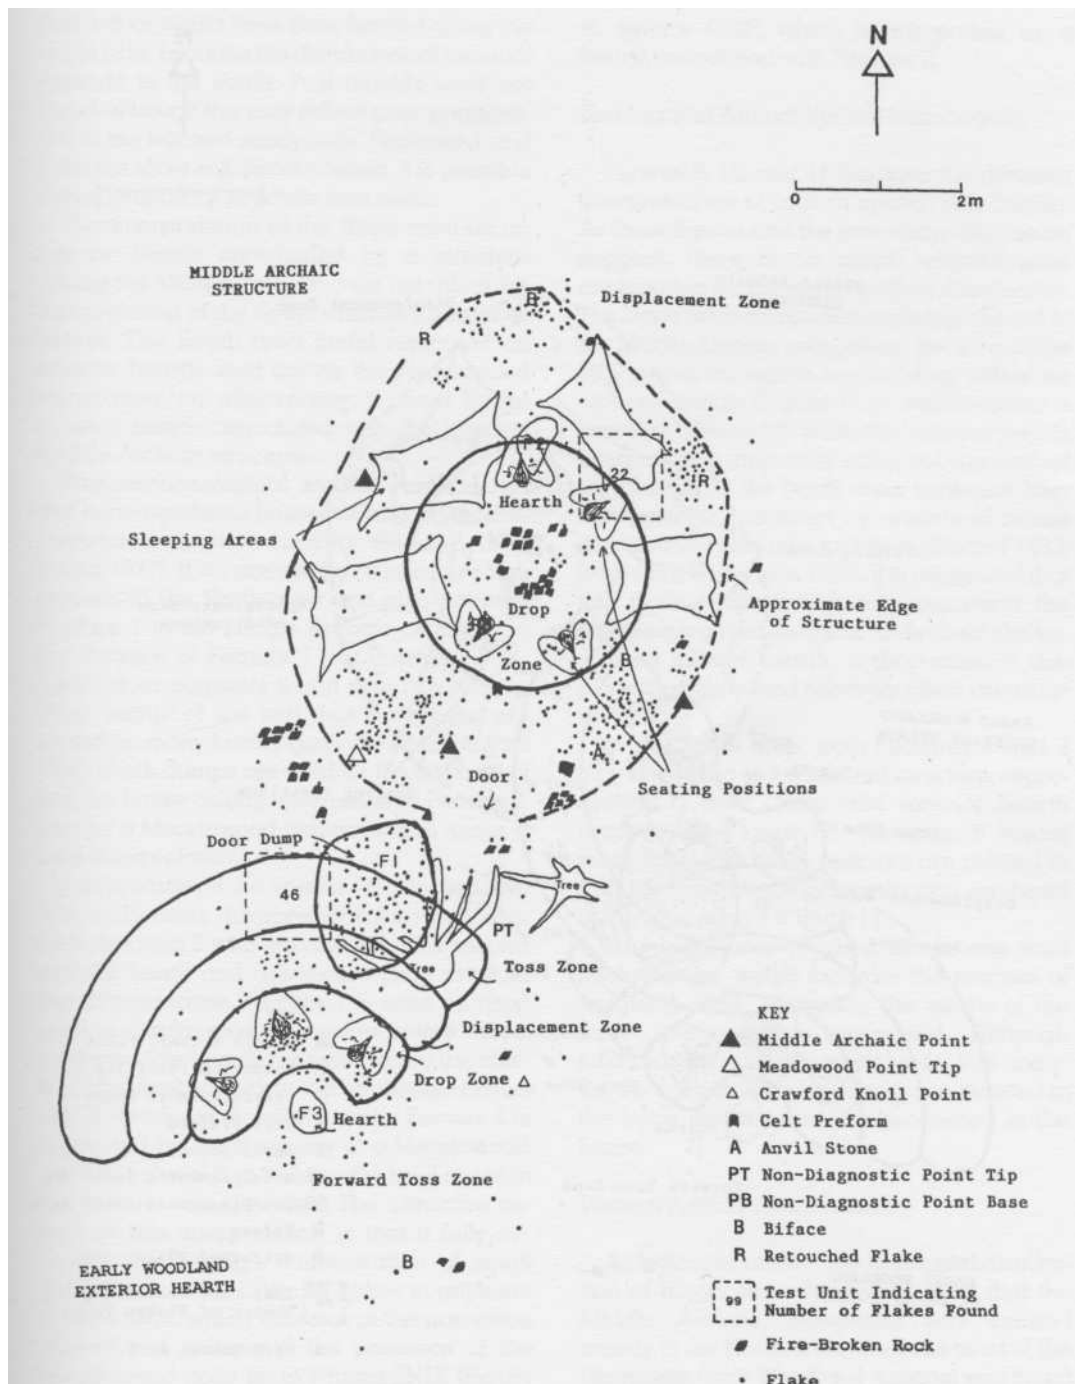 N
0 2m
MIDDLE ARCHAIC
STRUCTURE
Displacement Zone
B
R
F2
22
R
Hearth
Sleeping Areas
Drop
Zone
Approximate Edge
of Structure
B
A
Door
Seating Positions
Door Dump
F1
46
Tree
PT
Tree
Toss Zone
Displacement Zone
Drop Zone
F3
Hearth
Forward Toss Zone
B
EARLY WOODLAND
EXTERIOR HEARTH
KEY
Middle Archaic Point
Meadowood Point Tip
Crawford Knoll Point
Celt Preform
A Anvil Stone
PT Non-Diagnostic Point Tip
PB Non-Diagnostic Point Base
B Biface
R Retouched Flake
99 Test Unit Indicating
Number of Flakes Found
Fire-Broken Rock
Flake